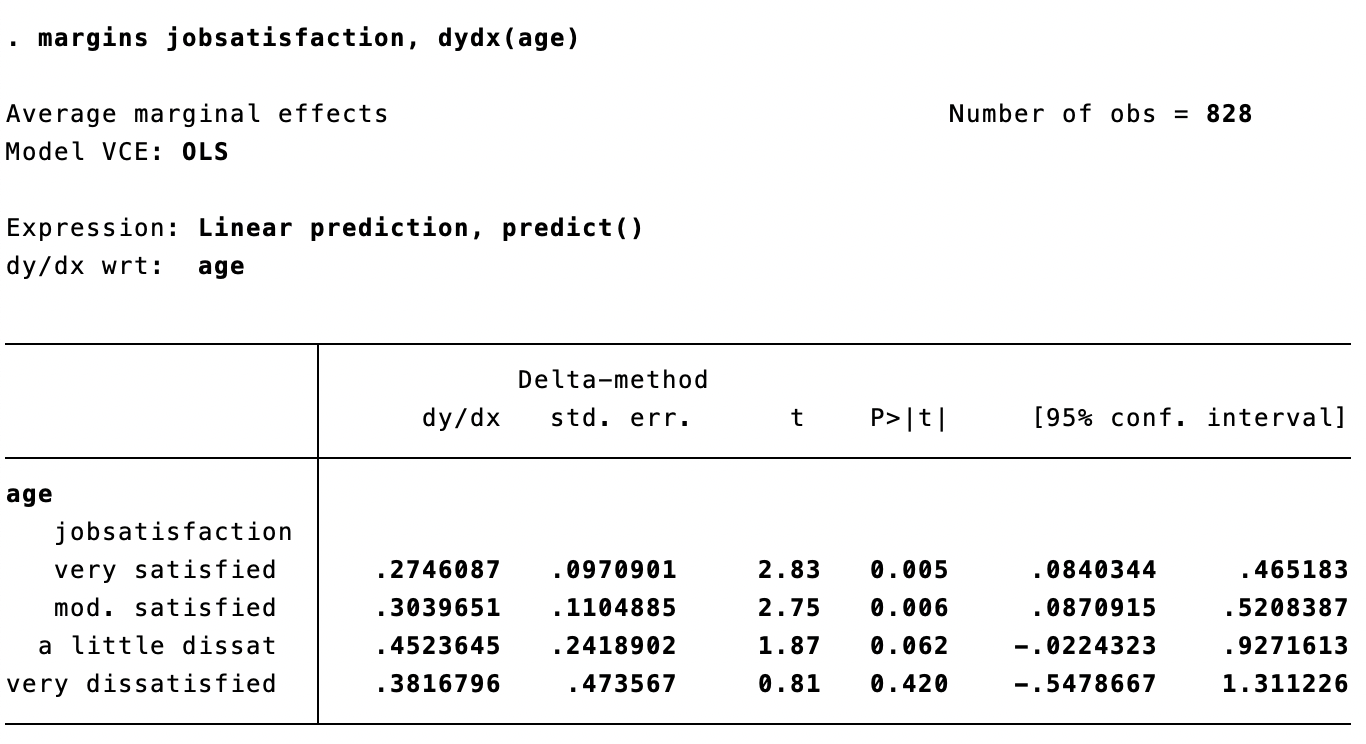 . margins jobsatisfaction, dydx(age)
Average marginal effects Number of obs = 828
Model VCE: OLS
Expression: Linear prediction, predict()
dy/dx wrt: age
Delta-method
dy/dx std. err. t P>|t| [95% conf. interval]
age
jobsatisfaction
very satisfied .2746087 .0970901 2.83 0.005 .0840344 .465183
mod. satisfied .3039651 .1104885 2.75 0.006 .0870915 .5208387
a little dissat .4523645 .2418902 1.87 0.062 -.0224323 .9271613
very dissatisfied .3816796 .473567 0.81 0.420 -.5478667 1.311226